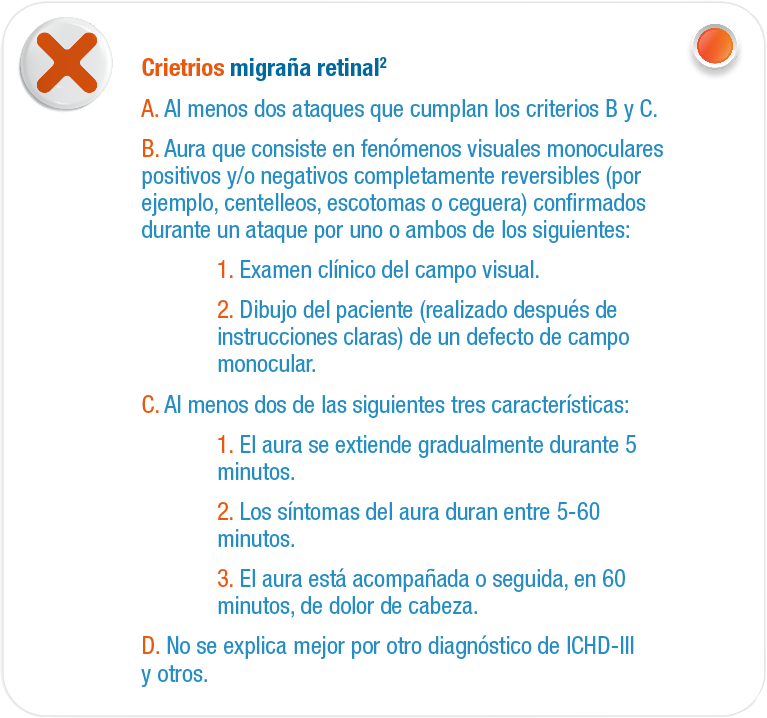 Crietrios migraña retinal2
A. Al menos dos ataques que cumplan los criterios B y C.
B. Aura que consiste en fenómenos visuales monoculares
positivos y/o negativos completamente reversibles (por
ejemplo, centelleos, escotomas o ceguera) confirmados
durante un ataque por uno o ambos de los siguientes:
1. Examen clínico del campo visual.
2. Dibujo del paciente (realizado después de
instrucciones claras) de un defecto de campo
monocular.
C. Al menos dos de las siguientes tres características:
1. El aura se extiende gradualmente durante 5
minutos.
2. Los síntomas del aura duran entre 5-60
minutos.
3. El aura está acompañada o seguida, en 60
minutos, de dolor de cabeza.
D. No se explica mejor por otro diagnóstico de ICHD-III
y otros.